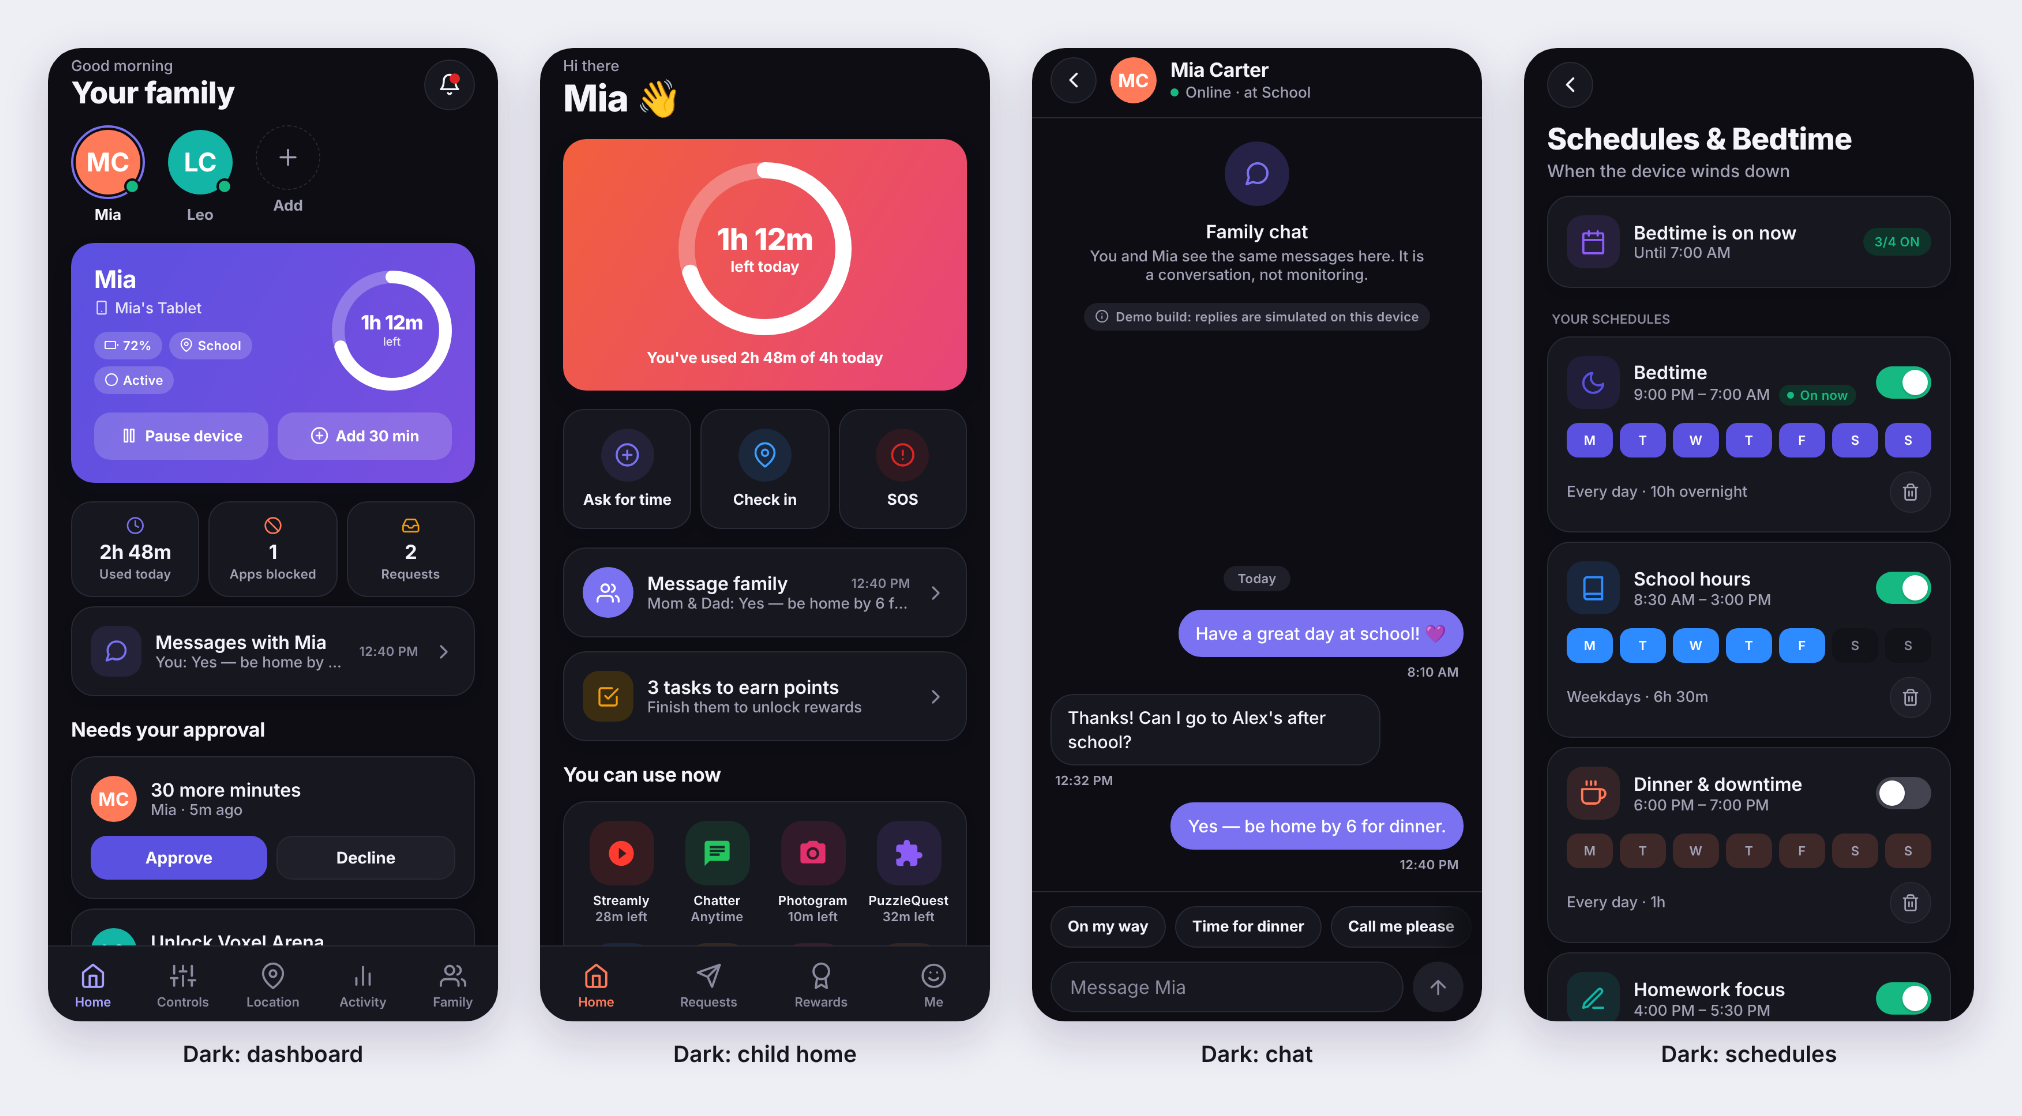 Good morning
Your family
MC
LC
Mia
Leo
Add
Mia
Mia's Tablet
72%
School
Active
1h 12m
left
Pause device
Add 30 min
2h 48m
Used today
1
Apps blocked
2
Requests
Messages with Mia
You: Yes — be home by ...
12:40 PM
Needs your approval
MC
30 more minutes
Mia · 5m ago
Approve
Decline
Unlock Voxel Arena
Home
Controls
Location
Activity
Family
Dark: dashboard
Hi there
Mia 👋
1h 12m
left today
You've used 2h 48m of 4h today
Ask for time
Check in
SOS
Message family
12:40 PM
Mom & Dad: Yes — be home by 6 f...
3 tasks to earn points
Finish them to unlock rewards
You can use now
Streamly
28m left
Chatter
Anytime
Photogram
10m left
PuzzleQuest
32m left
Home
Requests
Rewards
Me
Dark: child home
MC
Mia Carter
Online · at School
Family chat
You and Mia see the same messages here. It is
a conversation, not monitoring.
Demo build: replies are simulated on this device
Today
Have a great day at school! 💜
8:10 AM
Thanks! Can I go to Alex's after
school?
12:32 PM
Yes — be home by 6 for dinner.
12:40 PM
On my way
Time for dinner
Call me please
Message Mia
Dark: chat
Schedules & Bedtime
When the device winds down
Bedtime is on now
Until 7:00 AM
3/4 ON
YOUR SCHEDULES
Bedtime
9:00 PM – 7:00 AM
On now
M T W T F S S
Every day · 10h overnight
School hours
8:30 AM – 3:00 PM
M T W T F S S
Weekdays · 6h 30m
Dinner & downtime
6:00 PM – 7:00 PM
M T W T F S S
Every day · 1h
Homework focus
4:00 PM – 5:30 PM
Dark: schedules